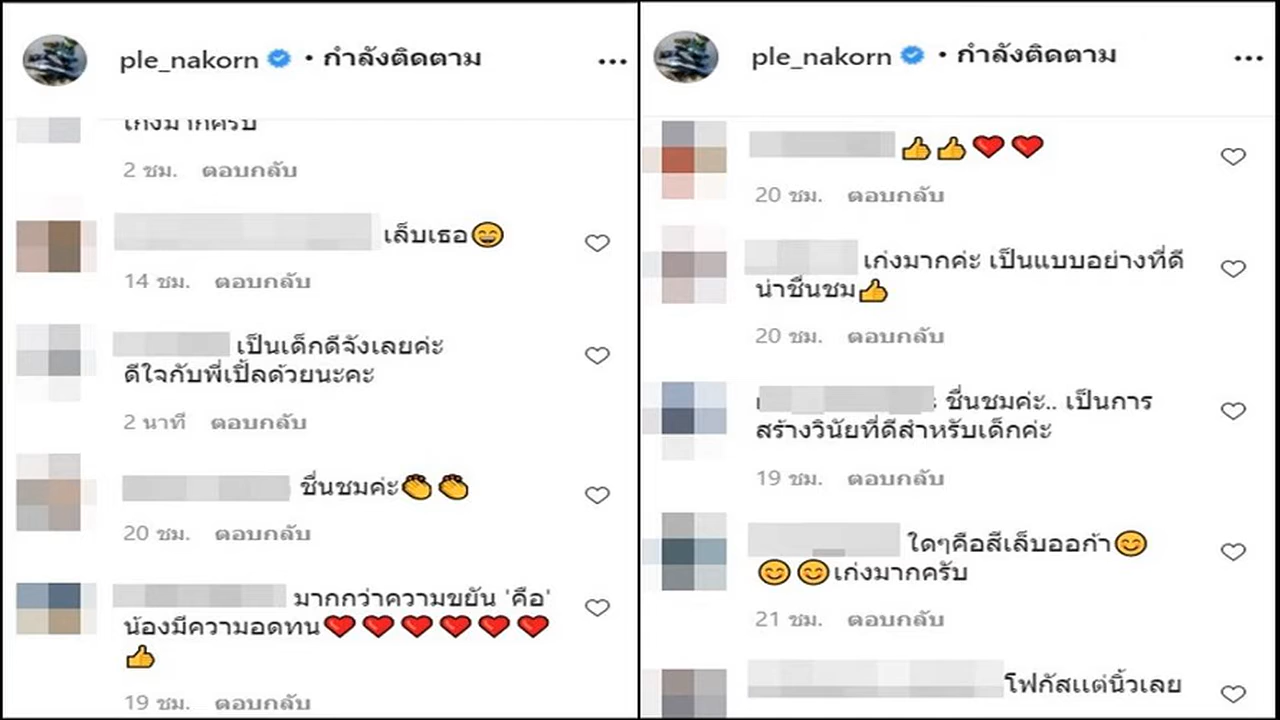 ple_nakorn • กำลังติดตาม
เก่งมากครับ
2 ชม. ตอบกลับ
เล็บเธอ😄
14 ชม. ตอบกลับ
เป็นเด็กดีจังเลยค่ะ
ดีใจกับพี่เปิ้ลด้วยนะคะ
2 นาที ตอบกลับ
ชื่นชมค่ะ👏👏
20 ชม. ตอบกลับ
มากกว่าความขยัน 'คือ'
น้องมีความอดทน❤️❤️❤️❤️❤️❤️
👍
19 ชม. ตอบกลับ
ple_nakorn • กำลังติดตาม
👍👍❤️❤️
20 ชม. ตอบกลับ
เก่งมากค่ะ เป็นแบบอย่างที่ดี
น่าชื่นชม👍
20 ชม. ตอบกลับ
ชื่นชมค่ะ.. เป็นการ
สร้างวินัยที่ดีสำหรับเด็กค่ะ
19 ชม. ตอบกลับ
ใดๆคือสีเล็บออก้า😊
😊😊เก่งมากครับ
21 ชม. ตอบกลับ
โฟกัสแต่นิ้วเลย